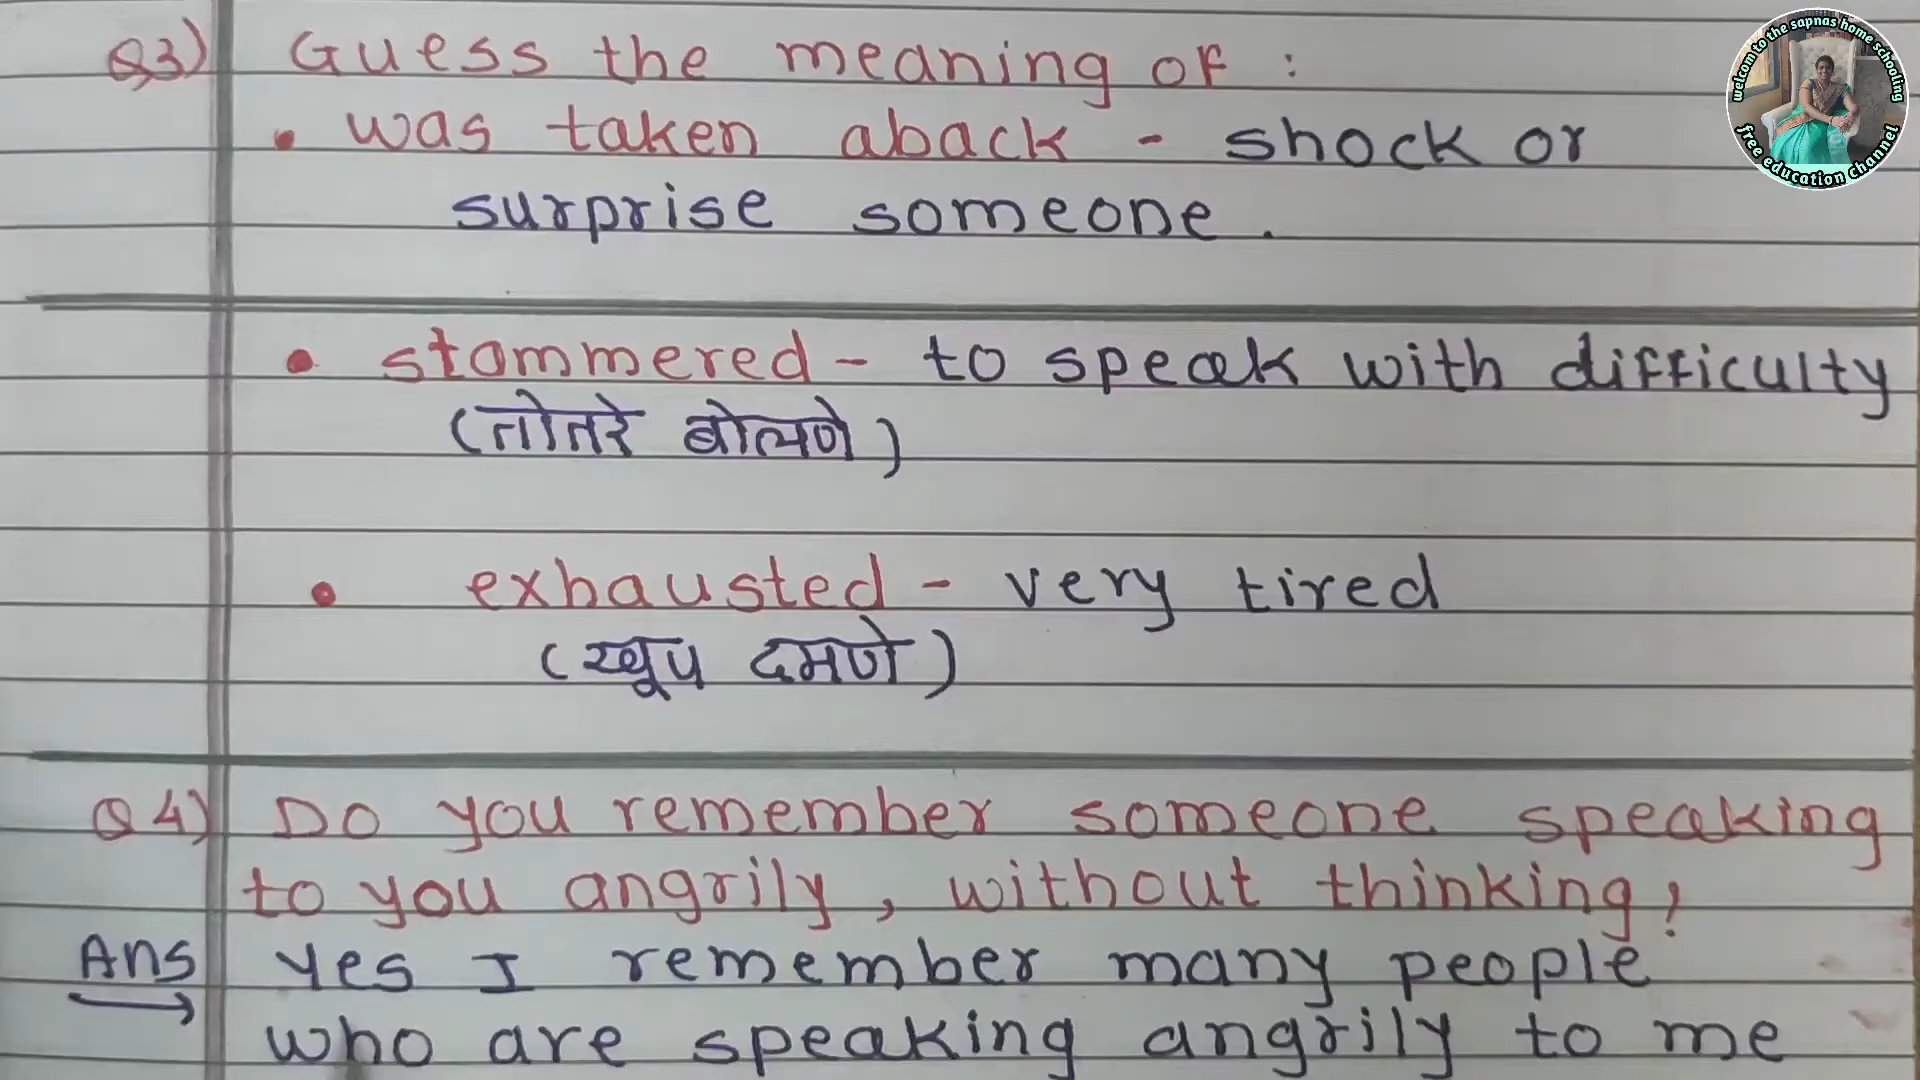 Q3) Guess the meaning of :
• was taken aback - shock or
surprise someone.
• stammered - to speak with difficulty
(तोतरे बोलणे)
• exhausted - very tired
(खूप दमणे)
Q4) Do you remember someone speaking
to you angrily, without thinking?
Ans Yes I remember many people
who are speaking angrily to me
welcom to the sapnas home schooling
free education channel